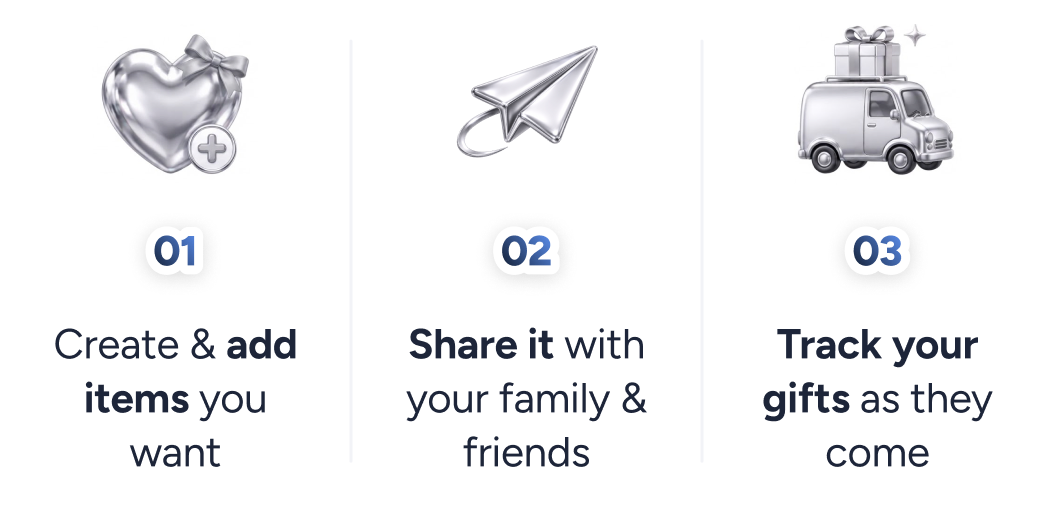 01
Create & add
items you
want
02
Share it with
your family &
friends
03
Track your
gifts as they
come